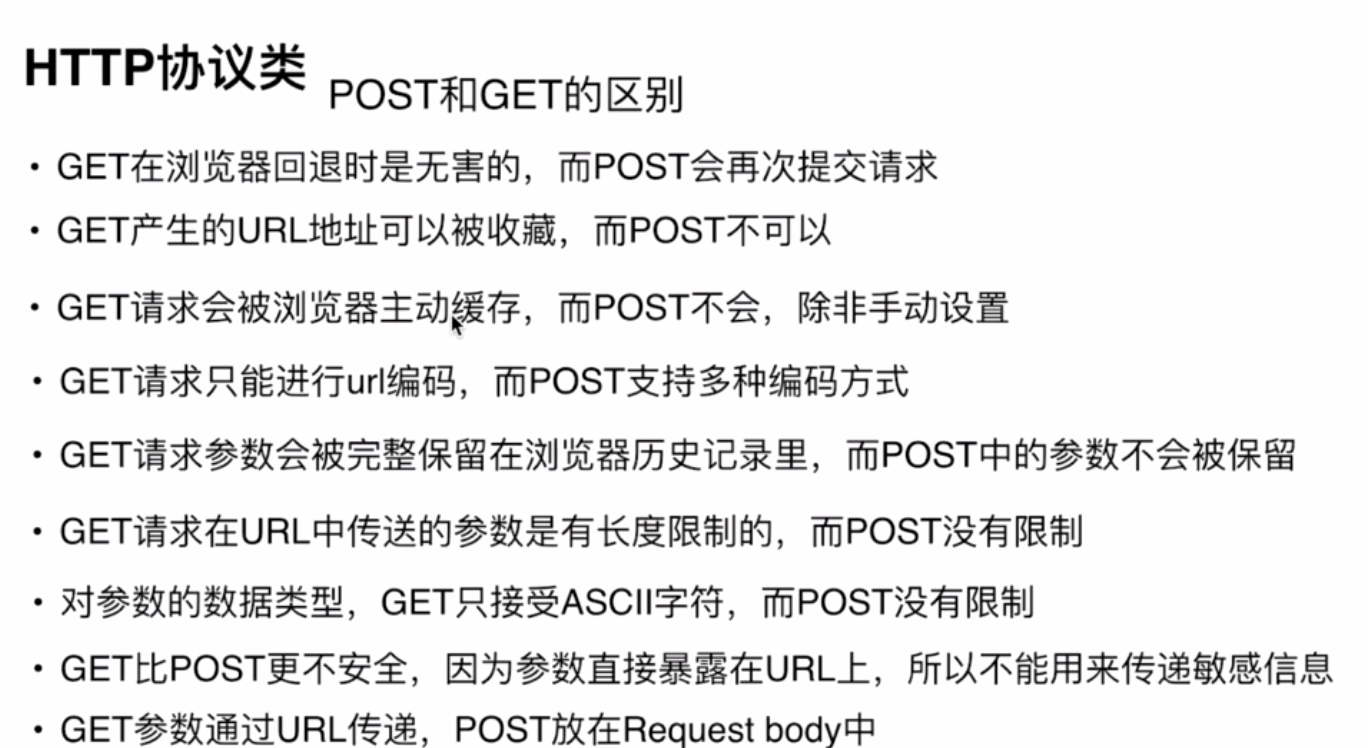 HTTP协议类
POST和GET的区别
• GET在浏览器回退时是无害的，而POST会再次提交请求
• GET产生的URL地址可以被收藏，而POST不可以
• GET请求会被浏览器主动缓存，而POST不会，除非手动设置
• GET请求只能进行url编码，而POST支持多种编码方式
• GET请求参数会被完整保留在浏览器历史记录里，而POST中的参数不会被保留
• GET请求在URL中传送的参数是有长度限制的，而POST没有限制
• 对参数的数据类型，GET只接受ASCII字符，而POST没有限制
• GET比POST更不安全，因为参数直接暴露在URL上，所以不能用来传递敏感信息
• GET参数通过URL传递，POST放在Request body中